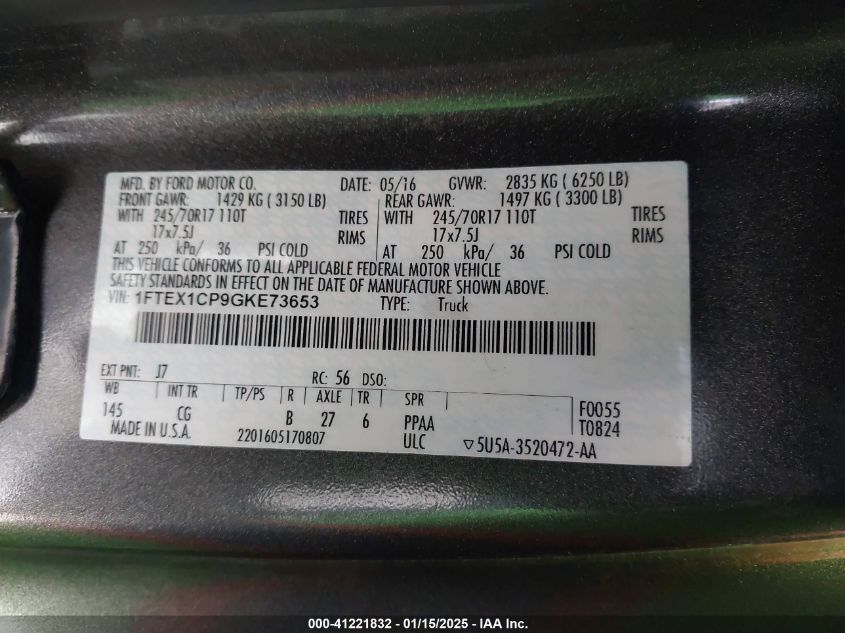 MFD. BY FORD MOTOR CO. DATE: 05/16 GVWR: 2835 KG ( 6250 LB)
FRONT GAWR: 1429 KG ( 3150 LB) REAR GAWR: 1497 KG ( 3300 LB)
WITH 245/70R17 110T TIRES WITH 245/70R17 110T TIRES
17x7.5J RIMS 17x7.5J RIMS
AT 250 kPa/ 36 PSI COLD AT 250 kPa/ 36 PSI COLD
THIS VEHICLE CONFORMS TO ALL APPLICABLE FEDERAL MOTOR VEHICLE
SAFETY STANDARDS IN EFFECT ON THE DATE OF MANUFACTURE SHOWN ABOVE.
VIN: 1FTEX1CP9GKE73653 TYPE: Truck
EXT PNT: J7 RC: 56 DSO:
WB INT TR TP/PS R AXLE TR SPR
145 CG B 27 6 PPAA F0055
MADE IN U.S.A. 2201605170807 ULC ▽5U5A-3520472-AA T0824
000-41221832 - 01/15/2025 - IAA Inc.